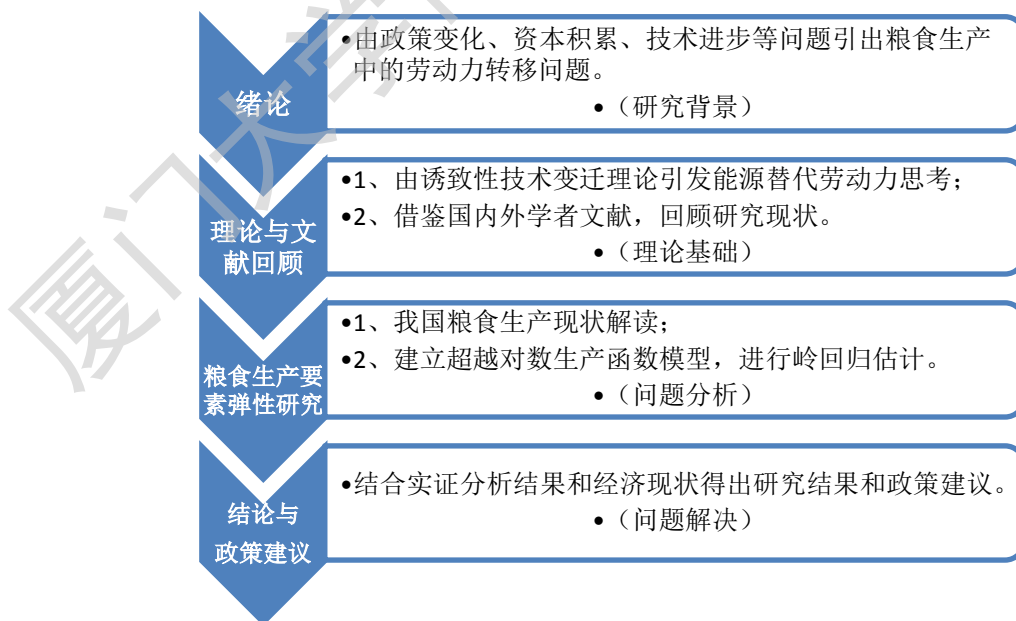 •由政策变化、资本积累、技术进步等问题引出粮食生产
中的劳动力转移问题。
绪论
•（研究背景）
•1、由诱致性技术变迁理论引发能源替代劳动力思考；
•2、借鉴国内外学者文献，回顾研究现状。
理论与文
献回顾
•（理论基础）
•1、我国粮食生产现状解读；
•2、建立超越对数生产函数模型，进行岭回归估计。
粮食生产要
素弹性研究
•（问题分析）
•结合实证分析结果和经济现状得出研究结果和政策建议。
结论与
政策建议
•（问题解决）
厦门大学